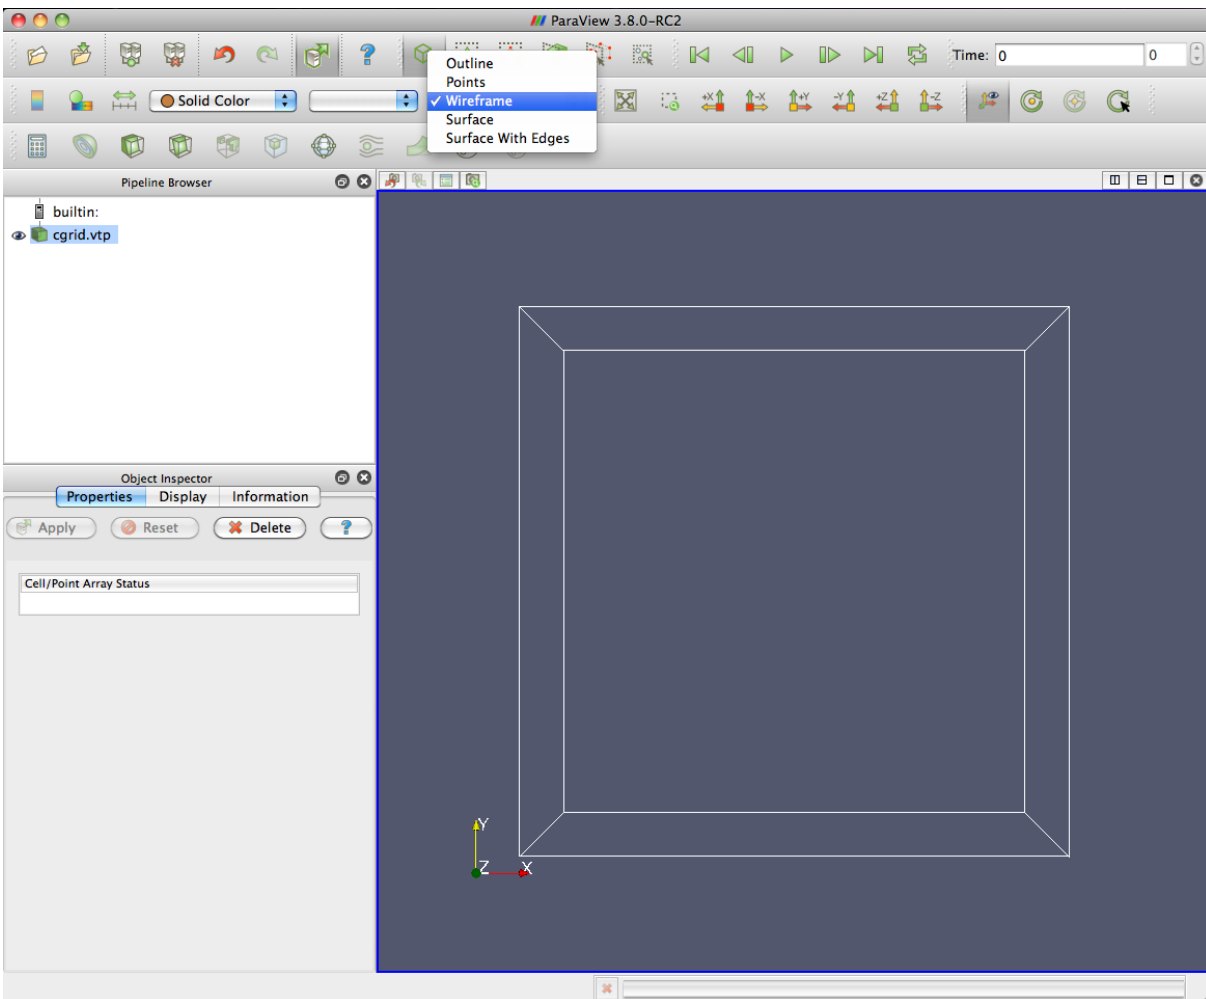 ParaView 3.8.0-RC2
Time: 0
0
Outline
Points
✓ Wireframe
Surface
Surface With Edges
Solid Color
+X
-X
+Y
-Y
+Z
-Z
Pipeline Browser
builtin:
cgrid.vtp
Object Inspector
Properties Display Information
Apply Reset Delete ?
Cell/Point Array Status
Y
Z X